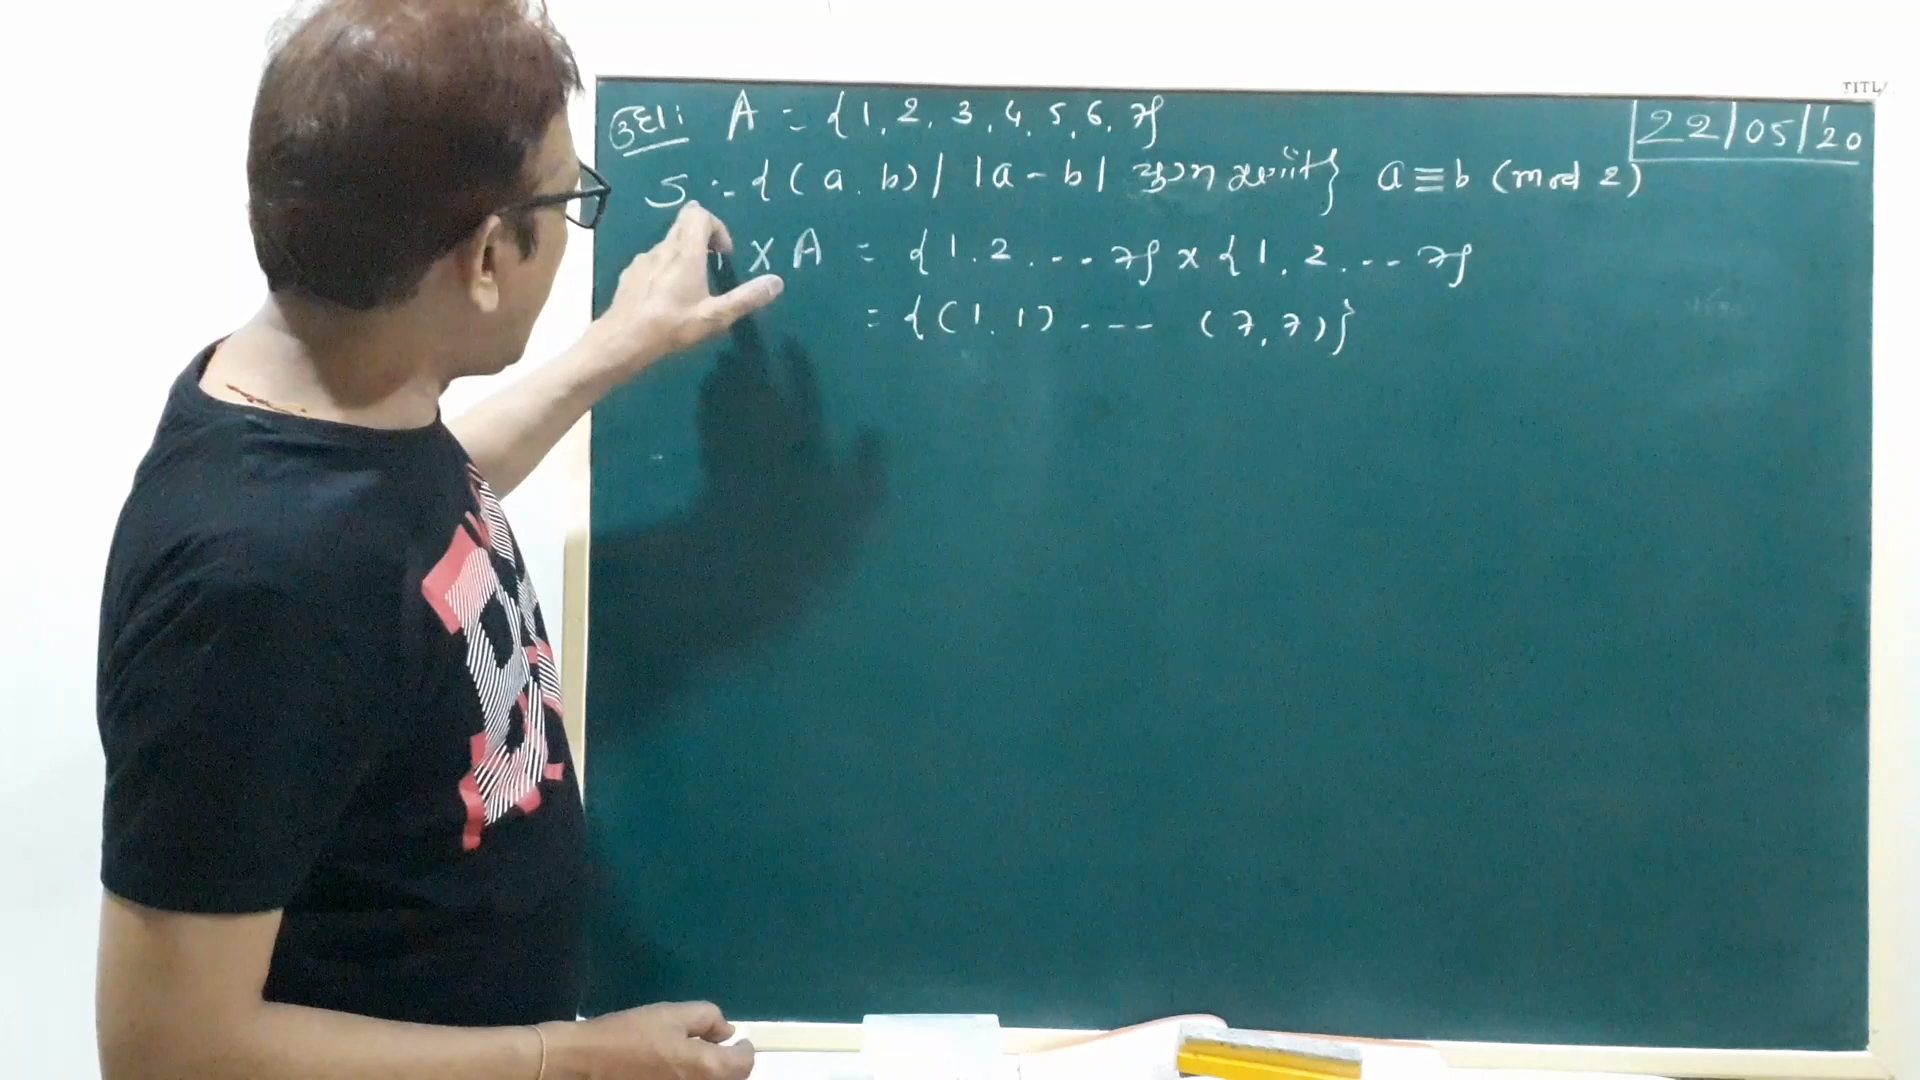 TITL
22/05/'20
ઉદા: A = {1, 2, 3, 4, 5, 6, 7}
S = {(a, b) / |a - b| યુગ્મ સંખ્યા} a ≡ b (mod 2)
X A = {1, 2 . - - 7} x {1, 2, - - 7}
= {(1, 1) - - - (7, 7)}